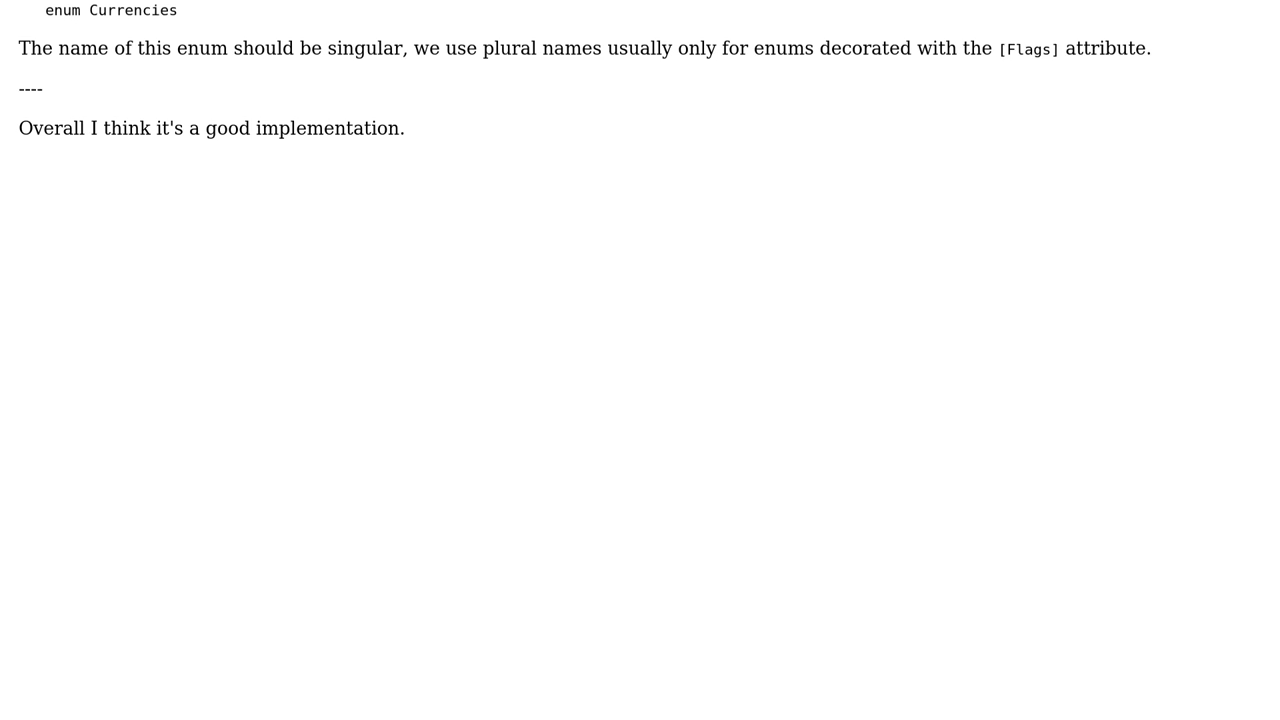 enum Currencies
The name of this enum should be singular, we use plural names usually only for enums decorated with the [Flags] attribute.
----
Overall I think it's a good implementation.